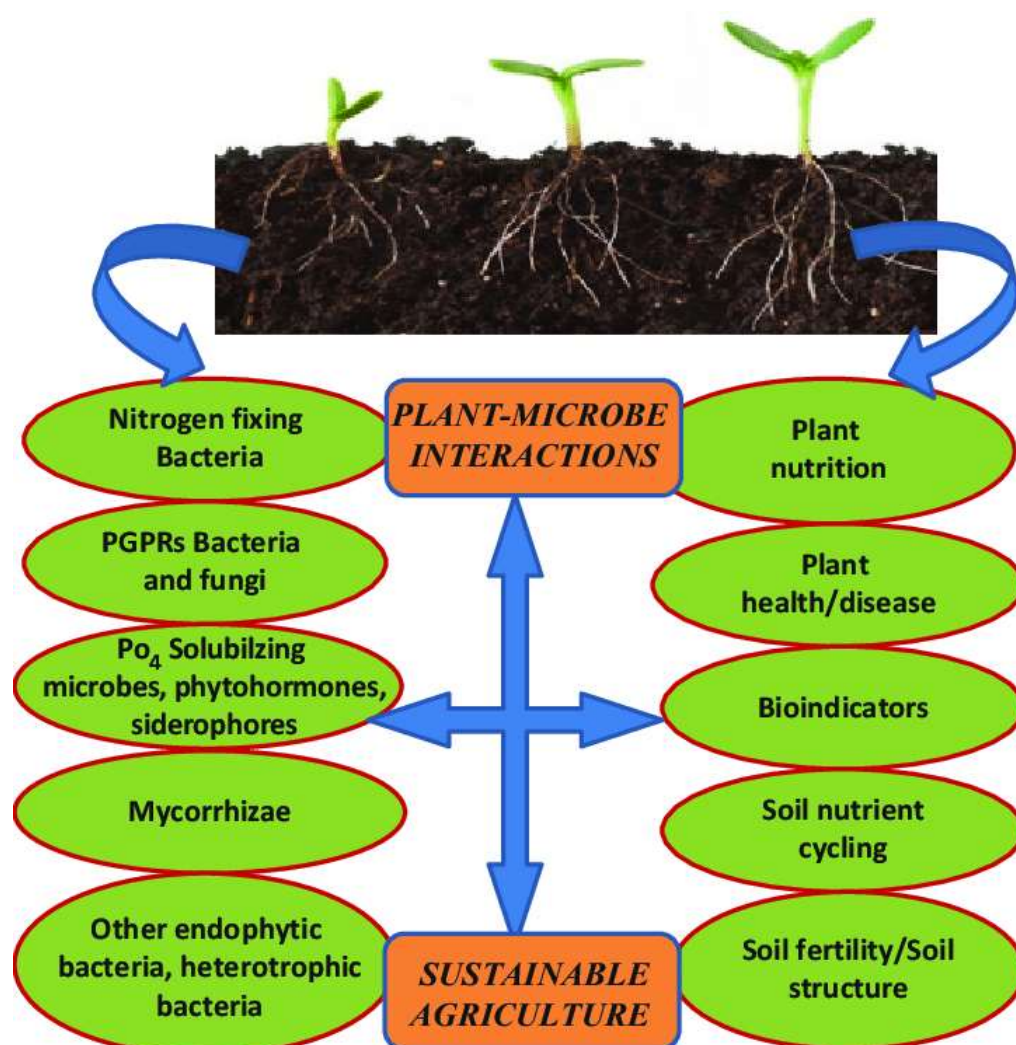 Nitrogen fixing
Bacteria
PGPRs Bacteria
and fungi
Po₄ Solubilzing
microbes, phytohormones,
siderophores
Mycorrhizae
Other endophytic
bacteria, heterotrophic
bacteria
PLANT-MICROBE
INTERACTIONS
SUSTAINABLE
AGRICULTURE
Plant
nutrition
Plant
health/disease
Bioindicators
Soil nutrient
cycling
Soil fertility/Soil
structure